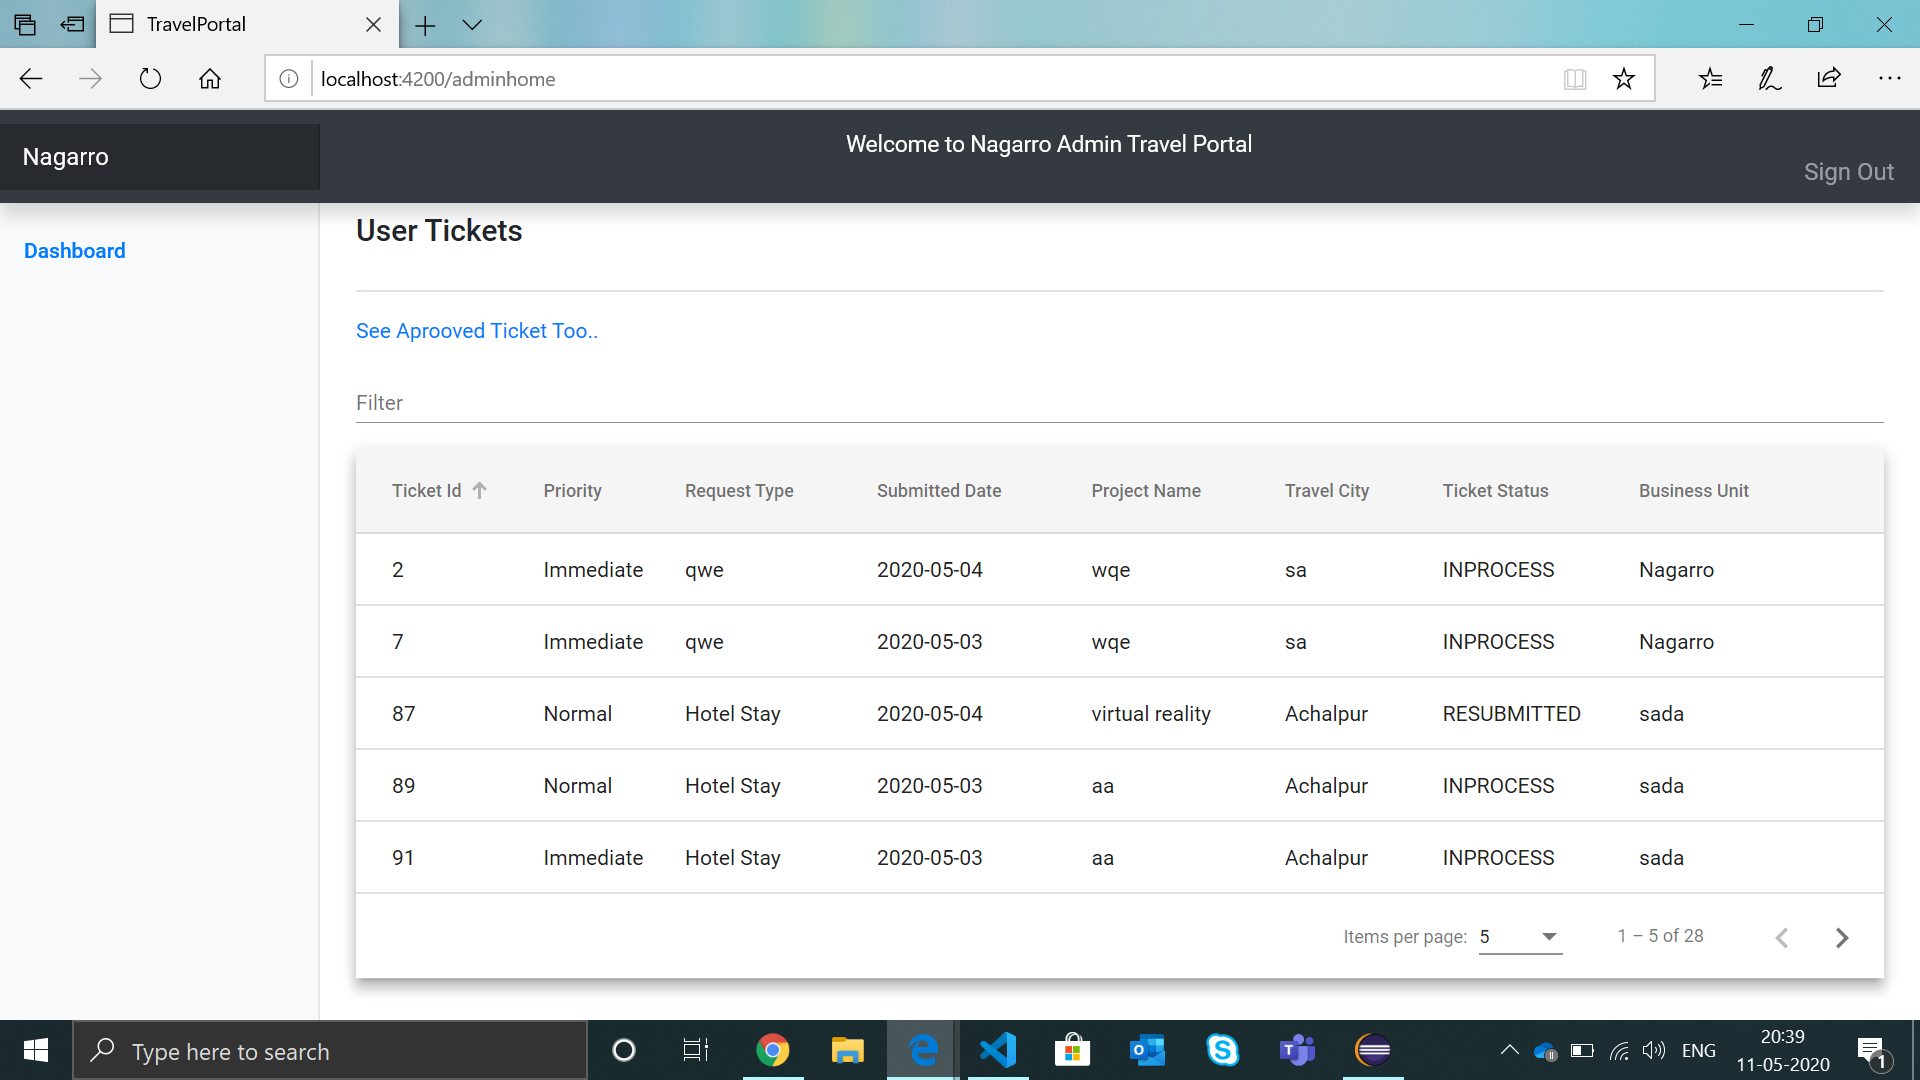 TravelPortal
localhost:4200/adminhome
Nagarro
Welcome to Nagarro Admin Travel Portal
Sign Out
Dashboard
User Tickets
See Aprooved Ticket Too..
Filter
Ticket Id Priority Request Type Submitted Date Project Name Travel City Ticket Status Business Unit
2 Immediate qwe 2020-05-04 wqe sa INPROCESS Nagarro
7 Immediate qwe 2020-05-03 wqe sa INPROCESS Nagarro
87 Normal Hotel Stay 2020-05-04 virtual reality Achalpur RESUBMITTED sada
89 Normal Hotel Stay 2020-05-03 aa Achalpur INPROCESS sada
91 Immediate Hotel Stay 2020-05-03 aa Achalpur INPROCESS sada
Items per page: 5 1 – 5 of 28
Type here to search
ENG
20:39
11-05-2020
1